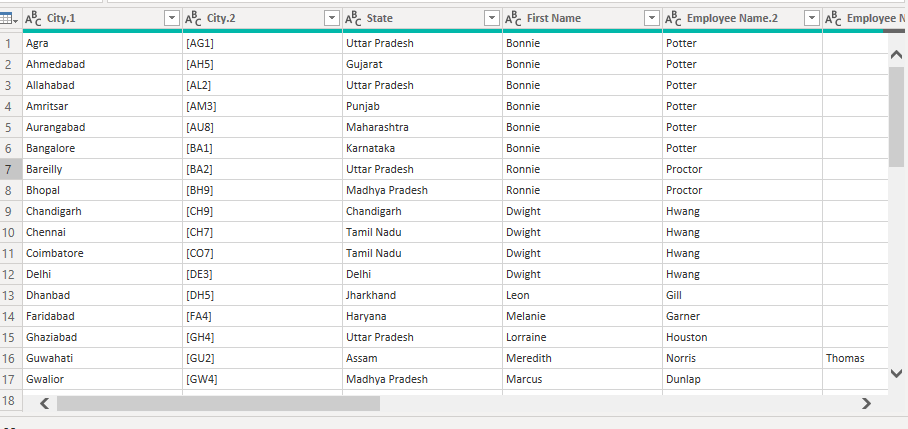 ABC City.1 ABC City.2 ABC State ABC First Name ABC Employee Name.2 ABC Employee N
1 Agra [AG1] Uttar Pradesh Bonnie Potter
2 Ahmedabad [AH5] Gujarat Bonnie Potter
3 Allahabad [AL2] Uttar Pradesh Bonnie Potter
4 Amritsar [AM3] Punjab Bonnie Potter
5 Aurangabad [AU8] Maharashtra Bonnie Potter
6 Bangalore [BA1] Karnataka Bonnie Potter
7 Bareilly [BA2] Uttar Pradesh Ronnie Proctor
8 Bhopal [BH9] Madhya Pradesh Ronnie Proctor
9 Chandigarh [CH9] Chandigarh Dwight Hwang
10 Chennai [CH7] Tamil Nadu Dwight Hwang
11 Coimbatore [CO7] Tamil Nadu Dwight Hwang
12 Delhi [DE3] Delhi Dwight Hwang
13 Dhanbad [DH5] Jharkhand Leon Gill
14 Faridabad [FA4] Haryana Melanie Garner
15 Ghaziabad [GH4] Uttar Pradesh Lorraine Houston
16 Guwahati [GU2] Assam Meredith Norris Thomas
17 Gwalior [GW4] Madhya Pradesh Marcus Dunlap
18